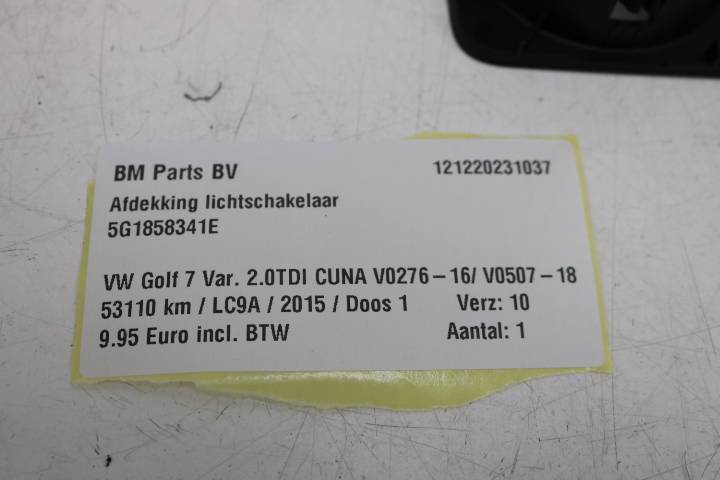 BM Parts BV 121220231037
Afdekking lichtschakelaar
5G1858341E
VW Golf 7 Var. 2.0TDI CUNA V0276-16/ V0507-18
53110 km / LC9A / 2015 / Doos 1 Verz: 10
9.95 Euro incl. BTW Aantal: 1